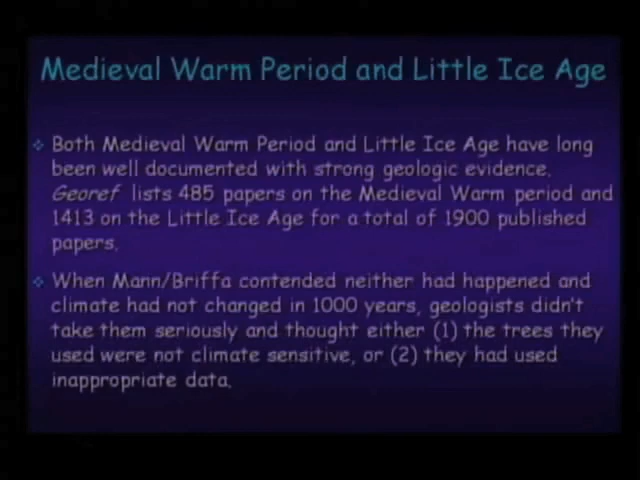 Medieval Warm Period and Little Ice Age
Both Medieval Warm Period and Little Ice Age have long
been well documented with strong geologic evidence.
Georef lists 485 papers on the Medieval Warm period and
1413 on the Little Ice Age for a total of 1900 published
papers.
When Mann/Briffa contended neither had happened and
climate had not changed in 1000 years, geologists didn't
take them seriously and thought either (1) the trees they
used were not climate sensitive, or (2) they had used
inappropriate data.